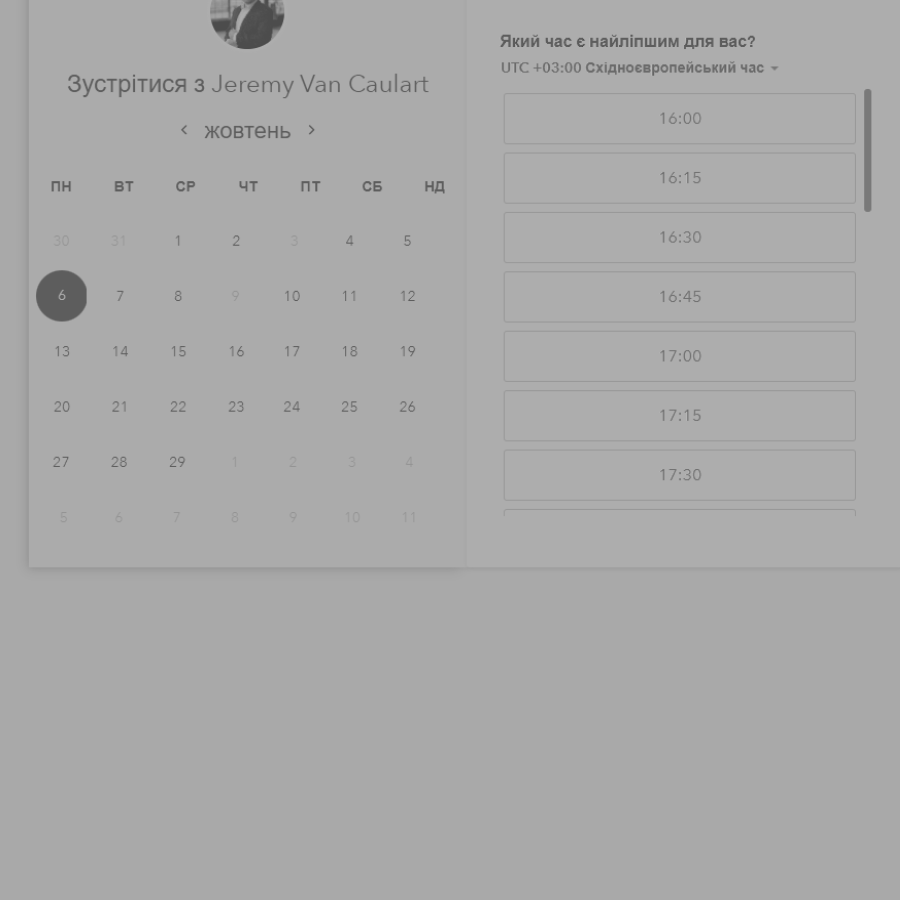 Зустрітися з Jeremy Van Caulart
жовтень
ПН ВТ СР ЧТ ПТ СБ НД
30 31 1 2 3 4 5
6 7 8 9 10 11 12
13 14 15 16 17 18 19
20 21 22 23 24 25 26
27 28 29 1 2 3 4
5 6 7 8 9 10 11
Який час є найліпшим для вас?
UTC +03:00 Східноєвропейський час
16:00
16:15
16:30
16:45
17:00
17:15
17:30